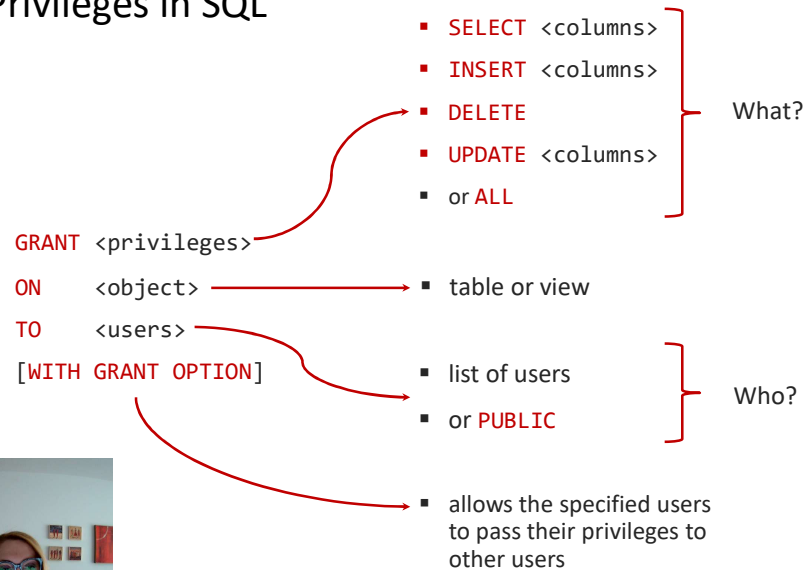 Privileges in SQL
SELECT <columns>
INSERT <columns>
DELETE
UPDATE <columns>
or ALL
What?
GRANT <privileges>
ON <object>
table or view
TO <users>
[WITH GRANT OPTION]
list of users
or PUBLIC
Who?
allows the specified users
to pass their privileges to
other users